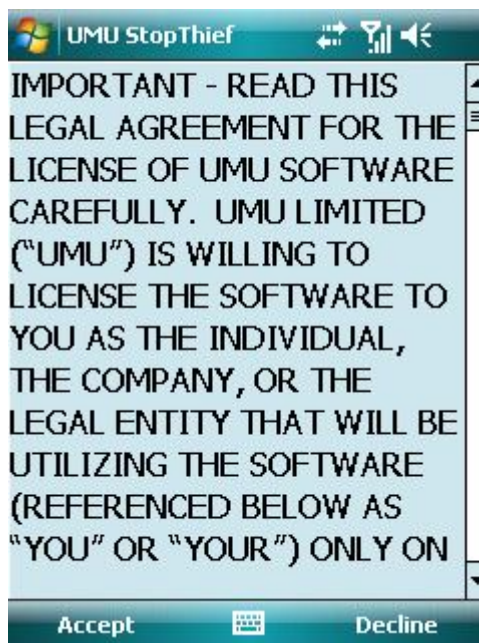 UMU StopThief
IMPORTANT - READ THIS
LEGAL AGREEMENT FOR THE
LICENSE OF UMU SOFTWARE
CAREFULLY.  UMU LIMITED
(“UMU”) IS WILLING TO
LICENSE THE SOFTWARE TO
YOU AS THE INDIVIDUAL,
THE COMPANY, OR THE
LEGAL ENTITY THAT WILL BE
UTILIZING THE SOFTWARE
(REFERENCED BELOW AS
“YOU” OR “YOUR”) ONLY ON
Accept Decline